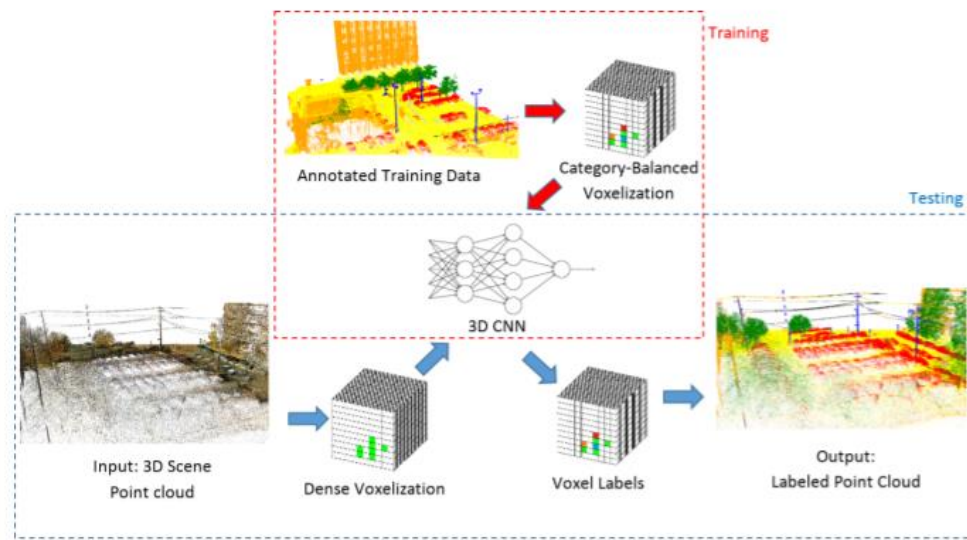 Training
Annotated Training Data
Category-Balanced
Voxelization
Testing
3D CNN
Input: 3D Scene
Point cloud
Dense Voxelization
Voxel Labels
Output:
Labeled Point Cloud